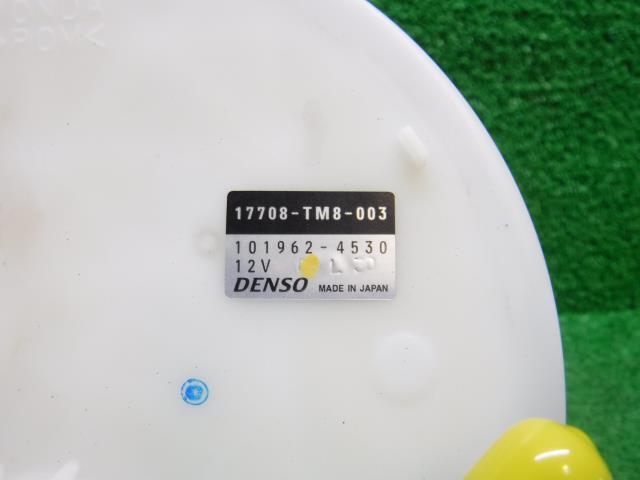 17708-TM8-003
101962-4530
12V
DENSO MADE IN JAPAN